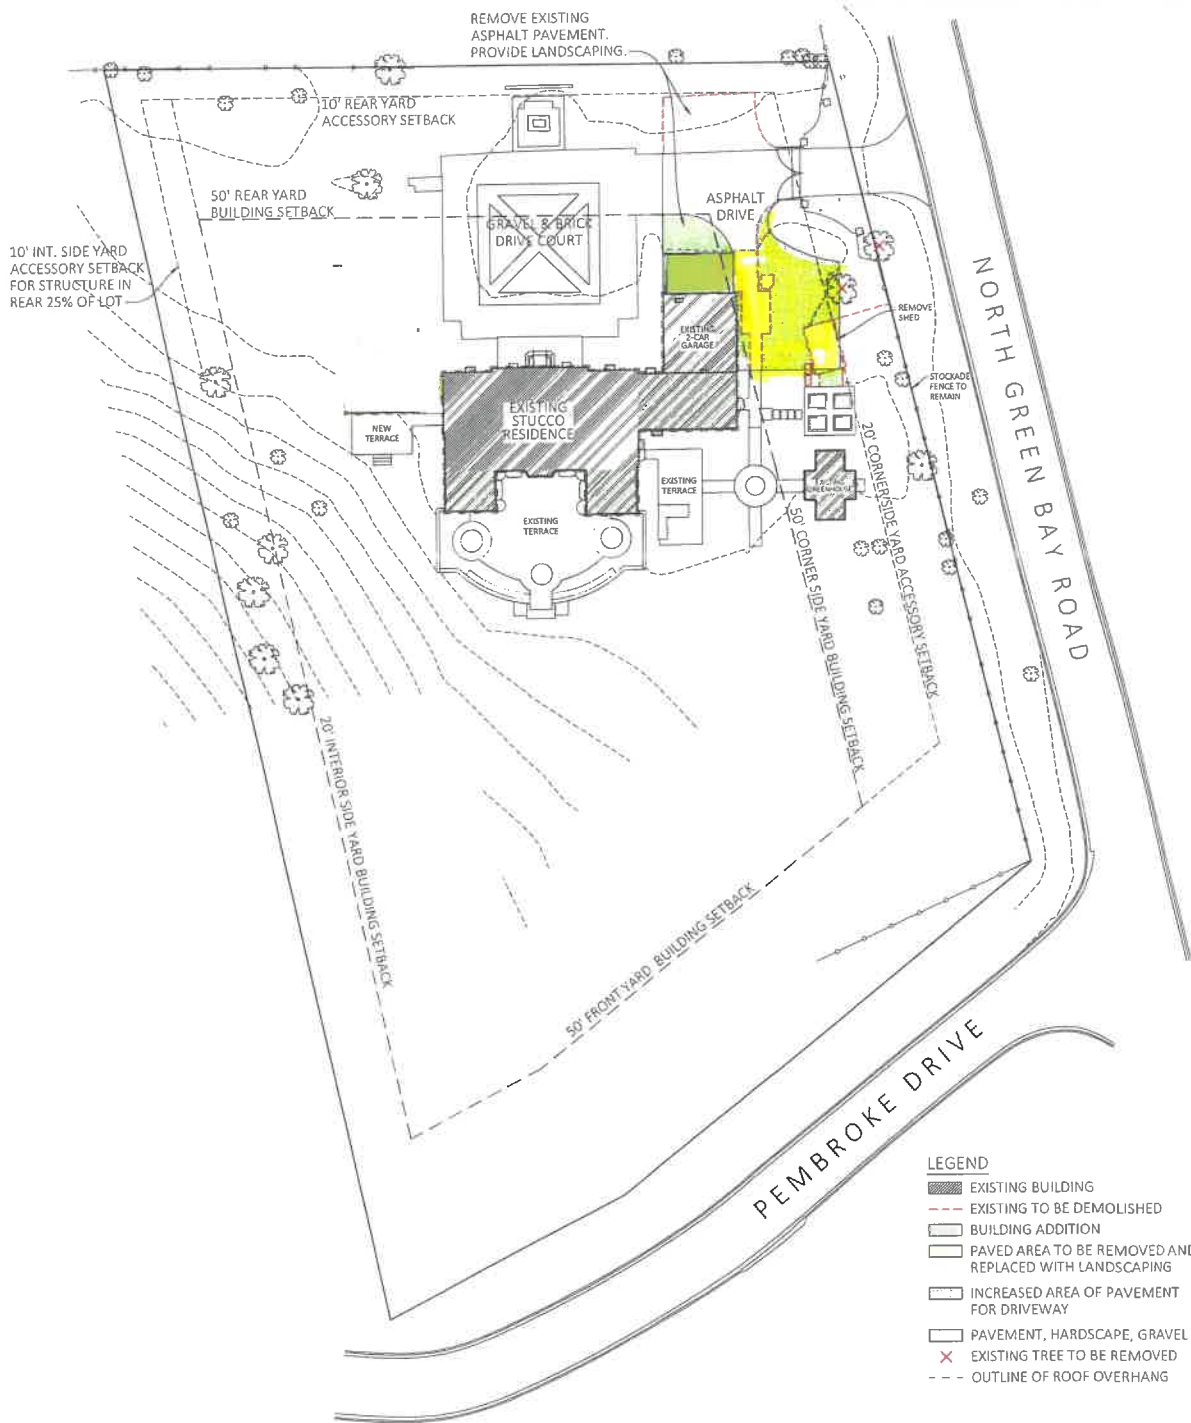 REMOVE EXISTING
ASPHALT PAVEMENT.
PROVIDE LANDSCAPING.
10' REAR YARD
ACCESSORY SETBACK
50' REAR YARD
BUILDING SETBACK
ASPHALT
DRIVE
GRAVEL & BRICK
DRIVE COURT
10' INT. SIDE YARD
ACCESSORY SETBACK
FOR STRUCTURE IN
REAR 25% OF LOT
REMOVE
SHED
EXISTING
2-CAR
GARAGE
STOCKADE
FENCE TO
REMAIN
NORTH GREEN BAY ROAD
EXISTING
STUCCO
RESIDENCE
NEW
TERRACE
EXISTING
TERRACE
EXISTING
GREENHOUSE
EXISTING
TERRACE
20' CORNER SIDE YARD ACCESSORY SETBACK
50' CORNER SIDE YARD BUILDING SETBACK
20' INTERIOR SIDE YARD BUILDING SETBACK
50' FRONT YARD BUILDING SETBACK
PEMBROKE DRIVE
LEGEND
EXISTING BUILDING
EXISTING TO BE DEMOLISHED
BUILDING ADDITION
PAVED AREA TO BE REMOVED AND
REPLACED WITH LANDSCAPING
INCREASED AREA OF PAVEMENT
FOR DRIVEWAY
PAVEMENT, HARDSCAPE, GRAVEL
EXISTING TREE TO BE REMOVED
OUTLINE OF ROOF OVERHANG